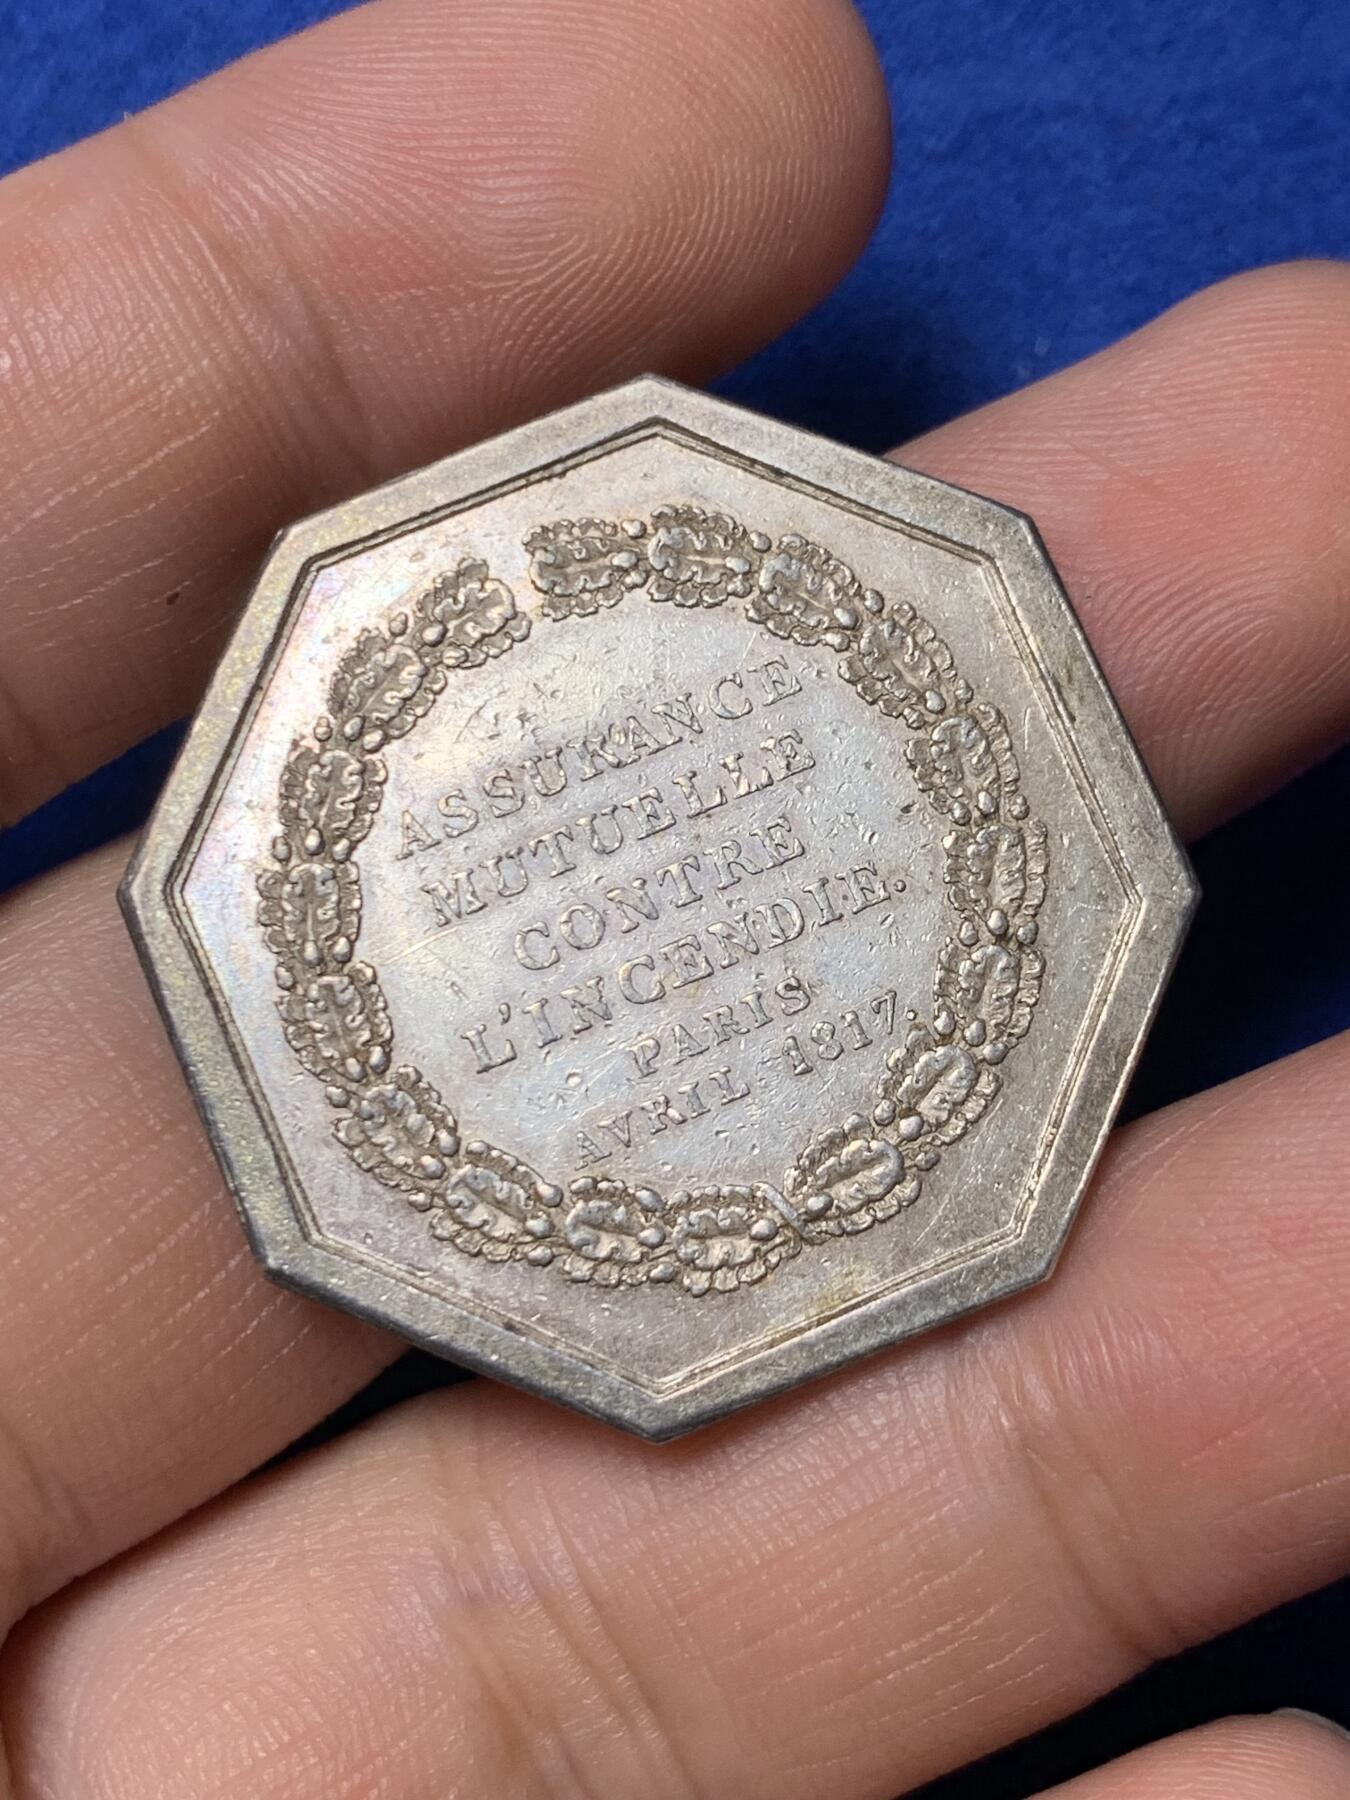 ASSURANCE
MUTUELLE
CONTRE
L'INCENDIE.
PARIS
AVRIL 1817.